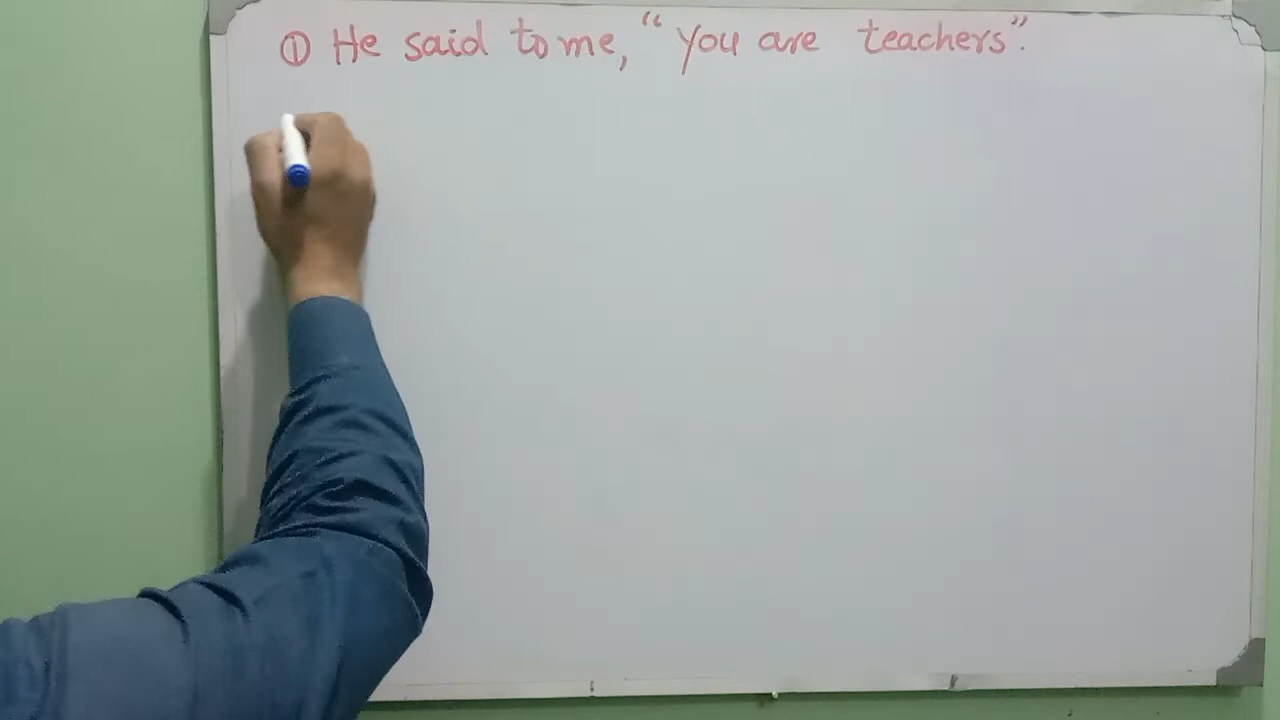 ① He said to me, “You are teachers”.